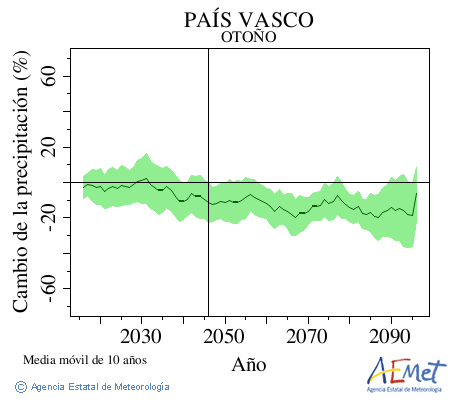 PAÍS VASCO
OTOÑO
Cambio de la precipitación (%)
60
20
-20
-60
2030 2050 2070 2090
Media móvil de 10 años
Año
© Agencia Estatal de Meteorología
AEMet
Agencia Estatal de Meteorología